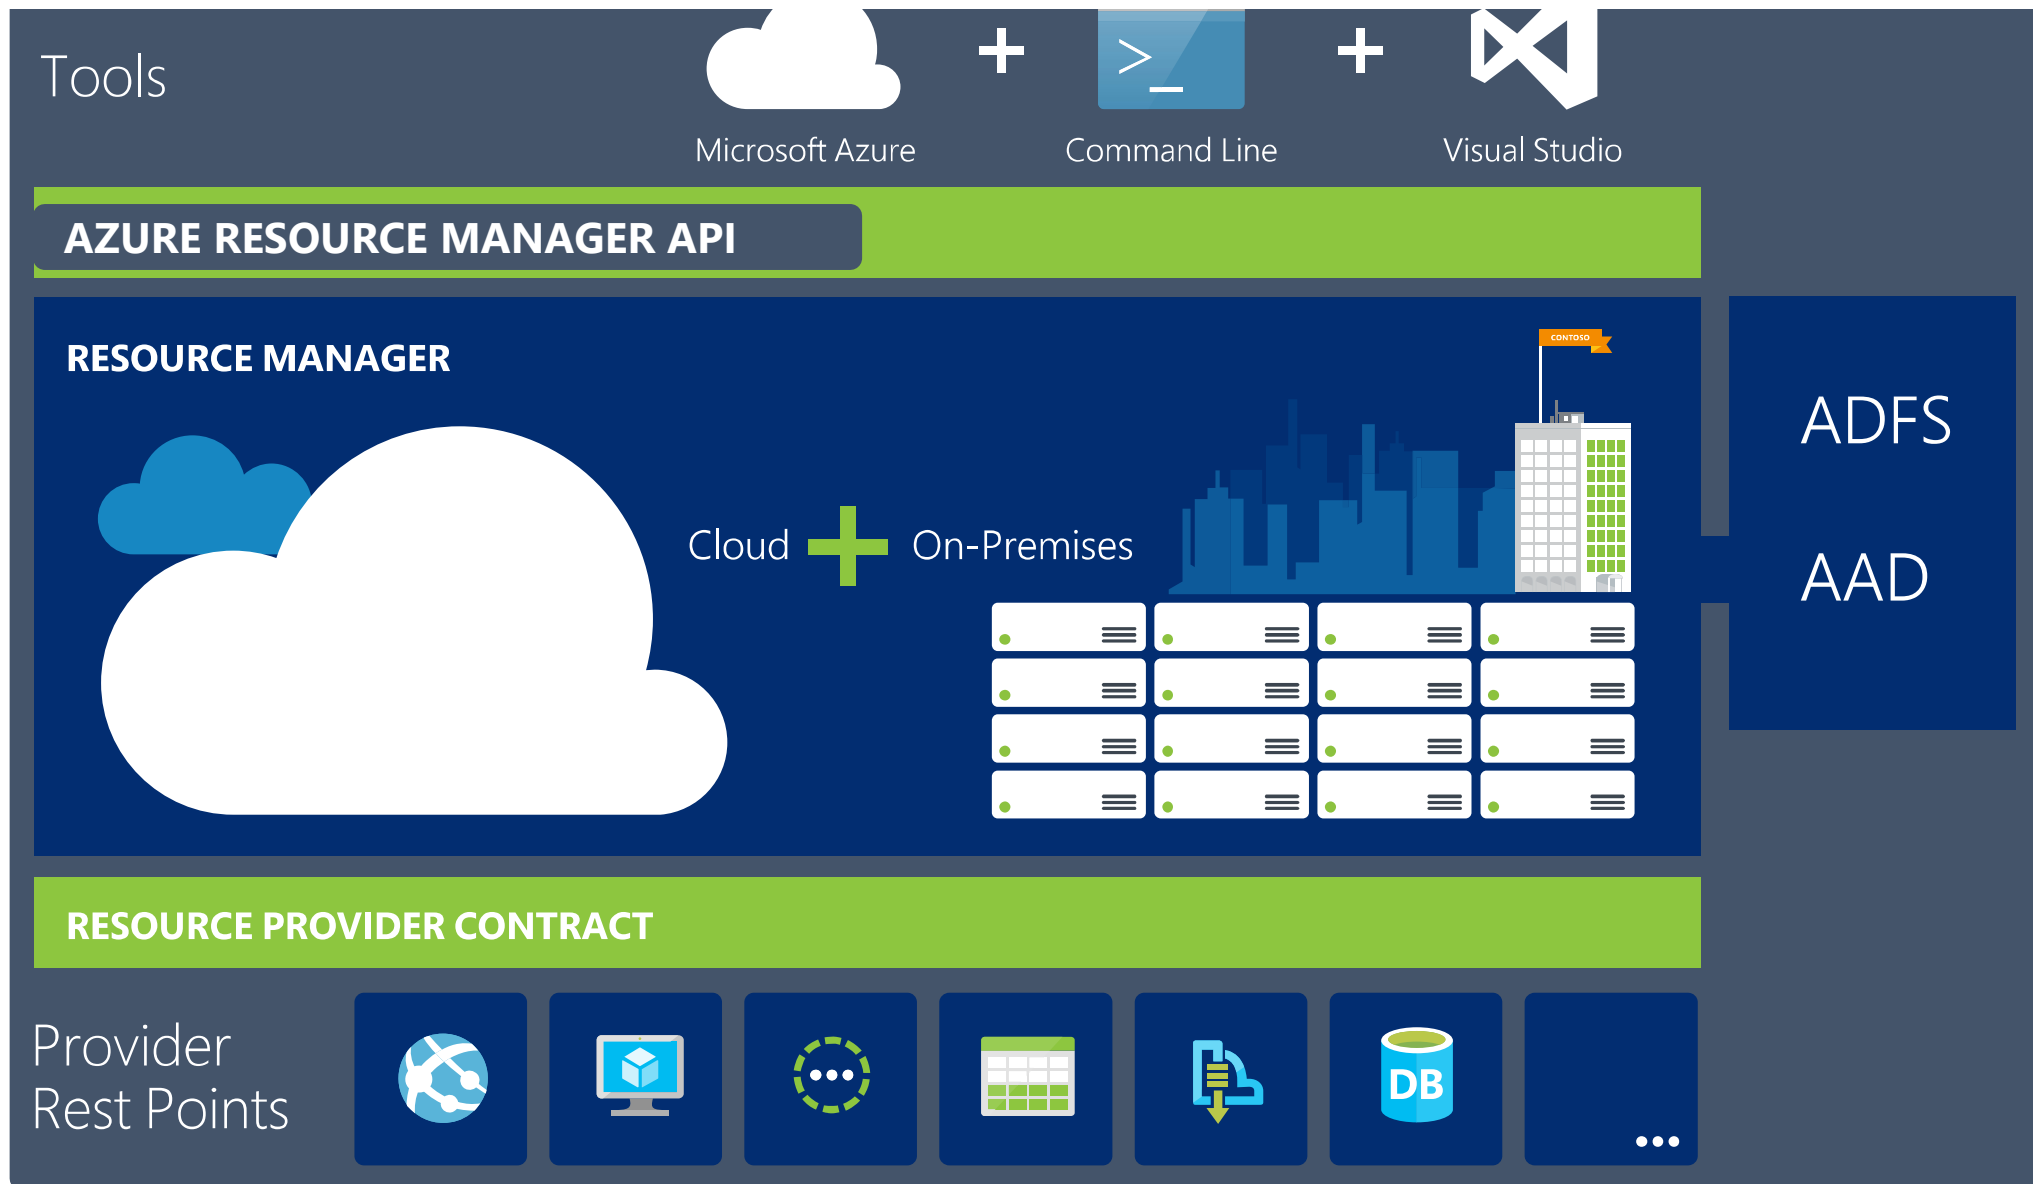 Tools
Microsoft Azure
Command Line
Visual Studio
AZURE RESOURCE MANAGER API
RESOURCE MANAGER
CONTOSO
Cloud
On-Premises
ADFS
AAD
RESOURCE PROVIDER CONTRACT
Provider
Rest Points
DB